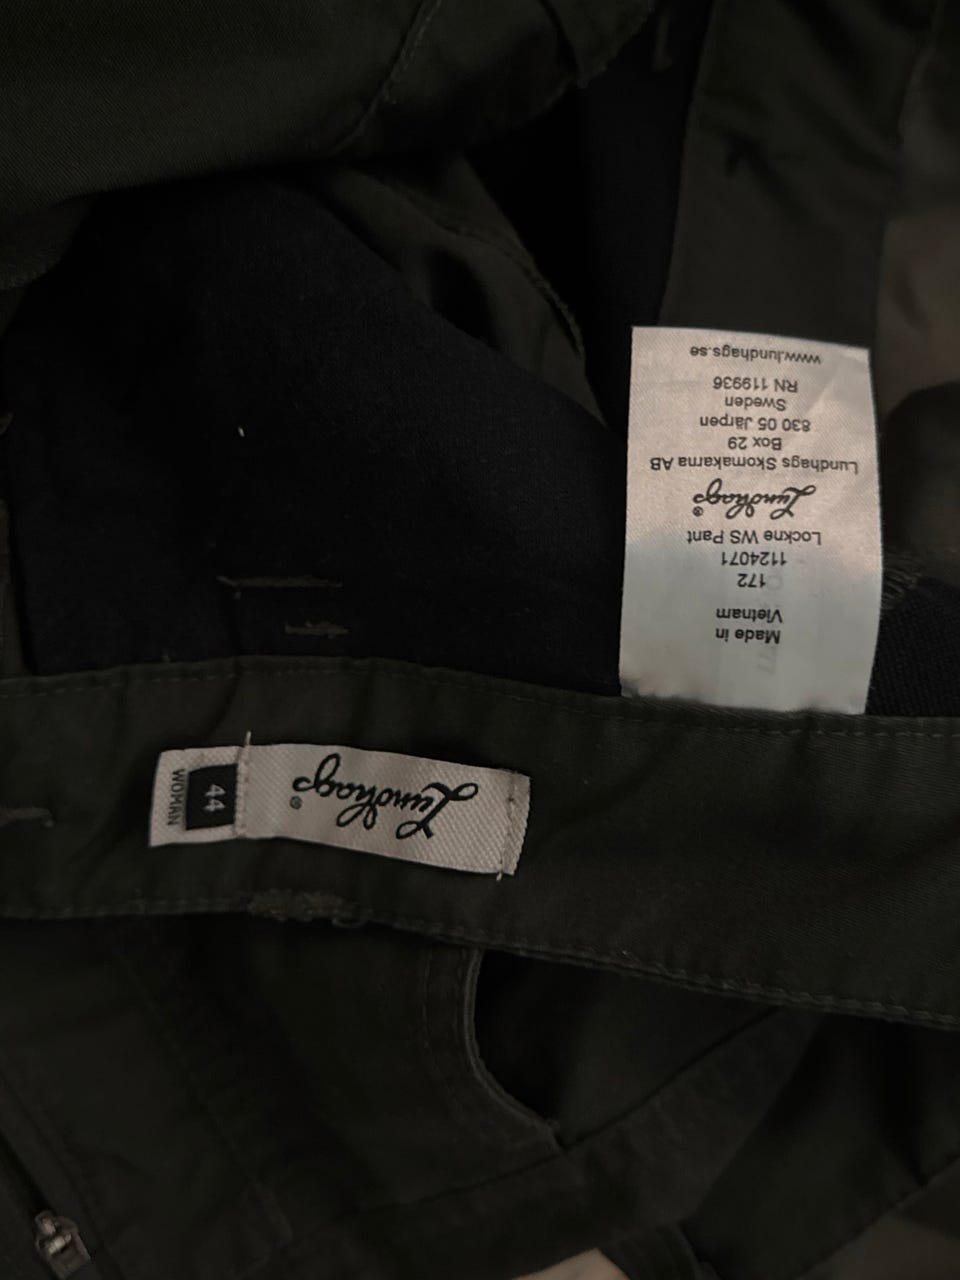 www.lundhags.se
RN 119936
Sweden
830 05 Järpen
Box 29
Lundhags Skomakarna AB
Lundhags®
Lockne WS Pant
1124071
172
Vietnam
Made in
Lundhags®
44
WOMAN